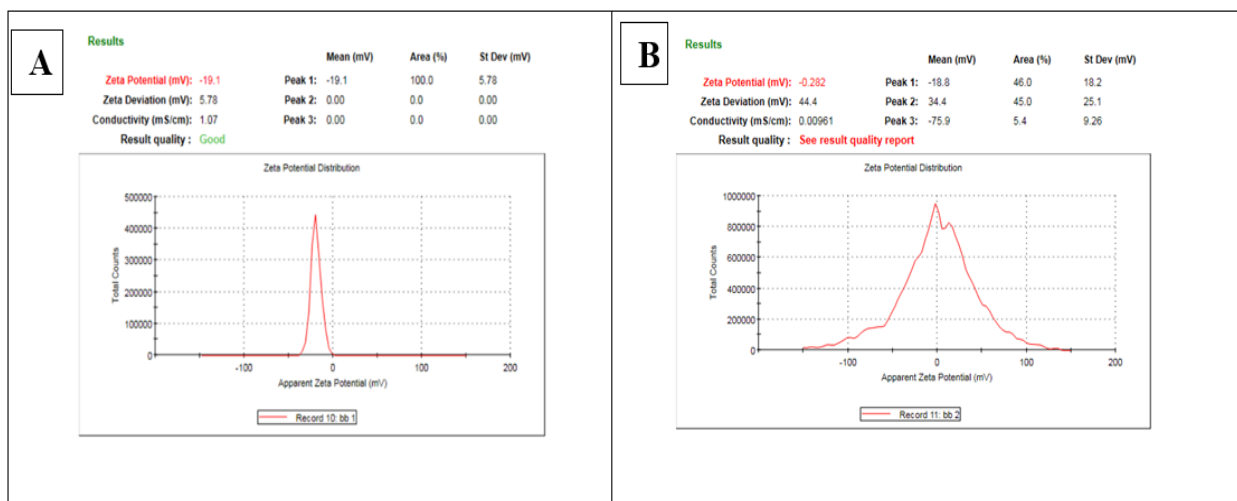 A
Results
Mean (mV) Area (%) St Dev (mV)
Zeta Potential (mV): -19.1 Peak 1: -19.1 100.0 5.78
Zeta Deviation (mV): 5.78 Peak 2: 0.00 0.0 0.00
Conductivity (mS/cm): 1.07 Peak 3: 0.00 0.0 0.00
Result quality : Good
Zeta Potential Distribution
500000
400000
300000
200000
100000
0
Total Counts
-100 0 100 200
Apparent Zeta Potential (mV)
Record 10: bb 1
B
Results
Mean (mV) Area (%) St Dev (mV)
Zeta Potential (mV): -0.282 Peak 1: -18.8 46.0 18.2
Zeta Deviation (mV): 44.4 Peak 2: 34.4 45.0 25.1
Conductivity (mS/cm): 0.00961 Peak 3: -75.9 5.4 9.26
Result quality : See result quality report
Zeta Potential Distribution
1000000
800000
600000
400000
200000
0
Total Counts
-100 0 100 200
Apparent Zeta Potential (mV)
Record 11: bb 2